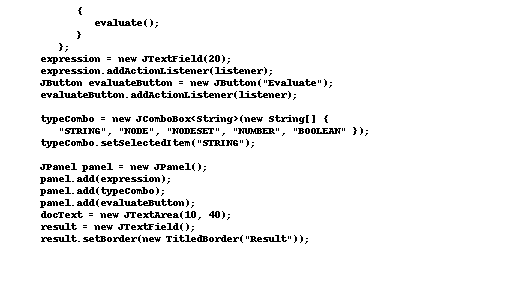 {
evaluate();
}
};
expression = new JTextField(20);
expression.addActionListener(listener);
JButton evaluateButton = new JButton("Evaluate");
evaluateButton.addActionListener(listener);
typeCombo = new JComboBox<String>(new String[] {
"STRING", "NODE", "NODESET", "NUMBER", "BOOLEAN" });
typeCombo.setSelectedItem("STRING");
JPanel panel = new JPanel();
panel.add(expression);
panel.add(typeCombo);
panel.add(evaluateButton);
docText = new JTextArea(10, 40);
result = new JTextField();
result.setBorder(new TitledBorder("Result"));